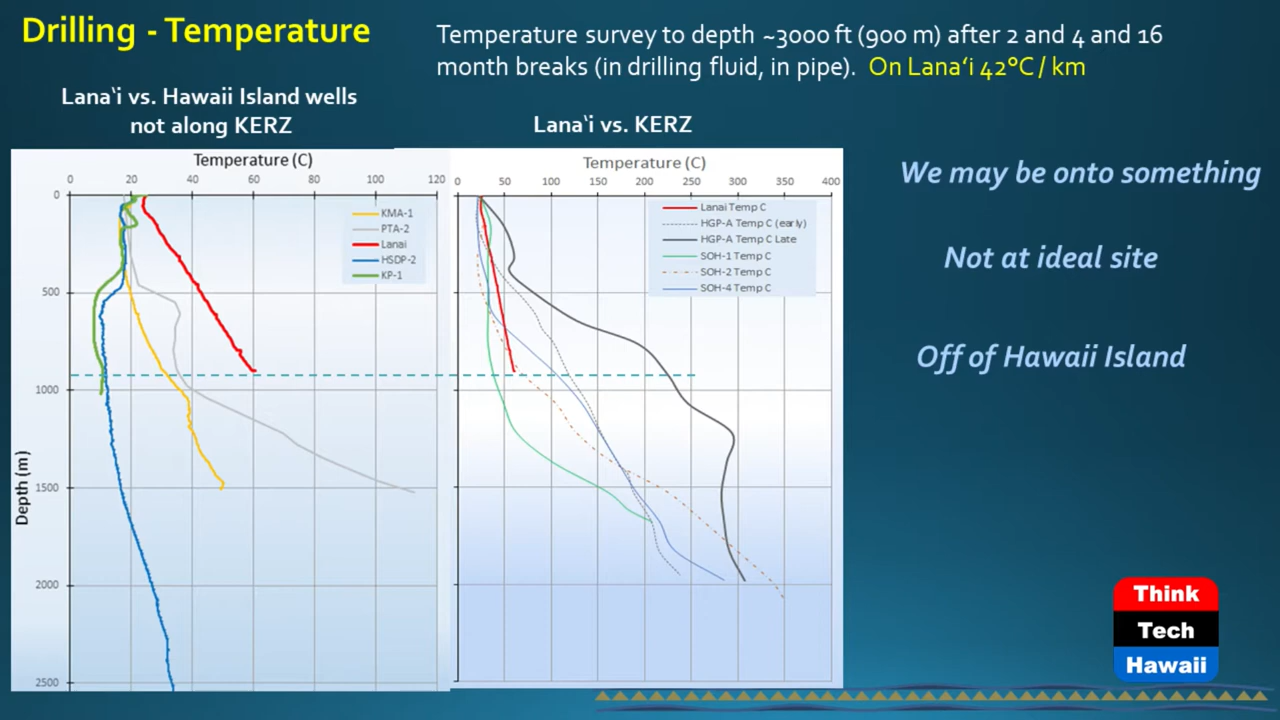 Drilling - Temperature
Temperature survey to depth ~3000 ft (900 m) after 2 and 4 and 16
month breaks (in drilling fluid, in pipe). On Lanaʻi 42°C / km
Lanaʻi vs. Hawaii Island wells
not along KERZ
Lanaʻi vs. KERZ
Temperature (C)
0 20 40 60 80 100 120
0
500
1000
1500
2000
2500
Depth (m)
KMA-1
PTA-2
Lanai
HSDP-2
KP-1
Temperature (C)
0 50 100 150 200 250 300 350 400
Lanai Temp C
HGP-A Temp C (early)
HGP-A Temp C Late
SOH-1 Temp C
SOH-2 Temp C
SOH-4 Temp C
We may be onto something
Not at ideal site
Off of Hawaii Island
Think
Tech
Hawaii